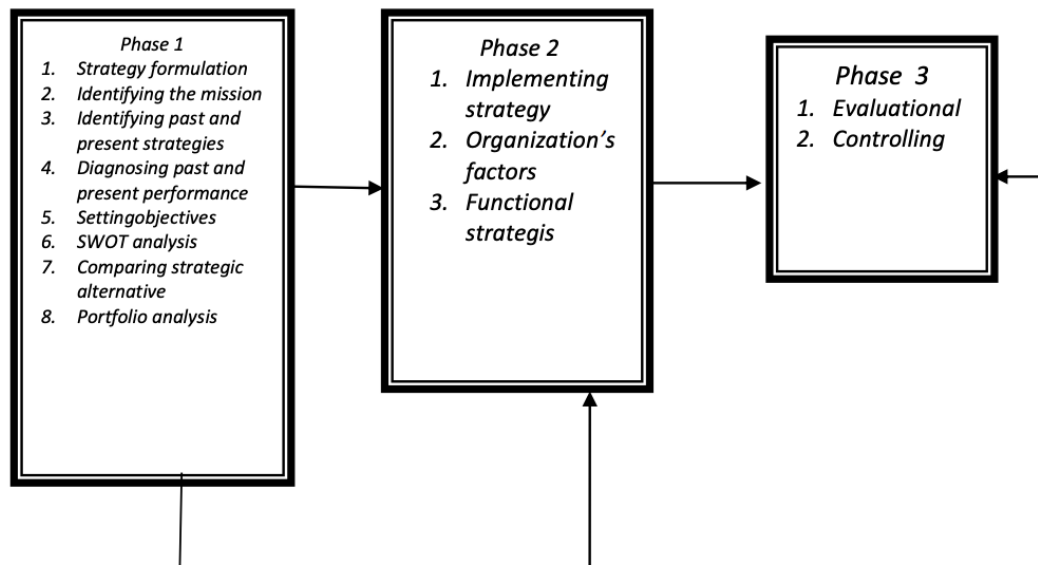 Phase 1
1. Strategy formulation
2. Identifying the mission
3. Identifying past and
present strategies
4. Diagnosing past and
present performance
5. Settingobjectives
6. SWOT analysis
7. Comparing strategic
alternative
8. Portfolio analysis
Phase 2
1. Implementing
strategy
2. Organization’s
factors
3. Functional
strategis
Phase 3
1. Evaluational
2. Controlling